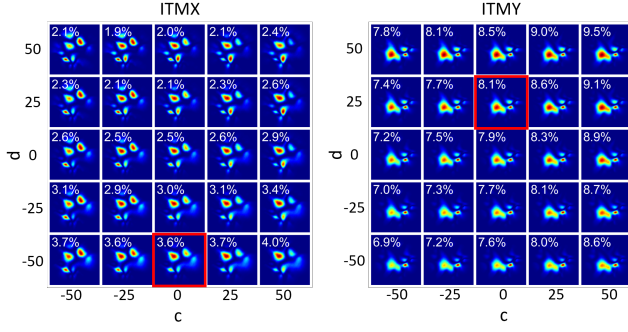 ITMX ITMY
50 2.1% 1.9% 2.0% 2.1% 2.4% 50 7.8% 8.1% 8.5% 9.0% 9.5%
25 2.3% 2.1% 2.1% 2.3% 2.6% 25 7.4% 7.7% 8.1% 8.6% 9.1%
d 0 2.6% 2.5% 2.5% 2.6% 2.9% d 0 7.2% 7.5% 7.9% 8.3% 8.9%
-25 3.1% 2.9% 3.0% 3.1% 3.4% -25 7.0% 7.3% 7.7% 8.1% 8.7%
-50 3.7% 3.6% 3.6% 3.7% 4.0% -50 6.9% 7.2% 7.6% 8.0% 8.6%
-50 -25 0 25 50 -50 -25 0 25 50
c c